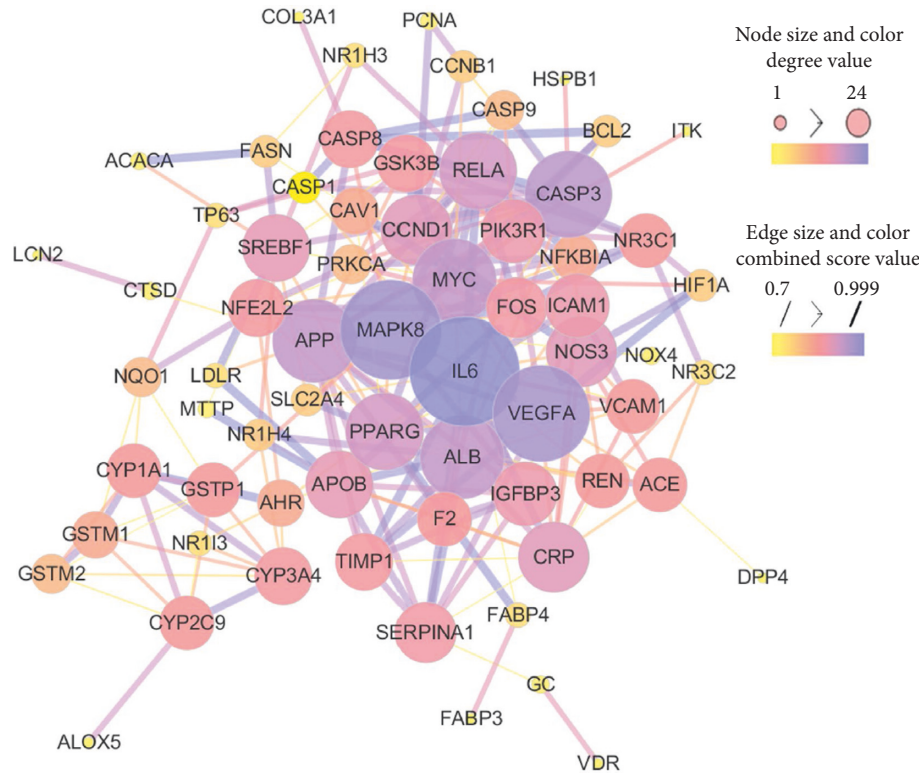 COL3A1
PCNA
NR1H3
CCNB1
HSPB1
CASP9
CASP8
BCL2
ITK
ACACA
FASN
GSK3B
RELA
CASP1
CASP3
TP63
CAV1
CCND1
PIK3R1
NR3C1
SREBF1
PRKCA
NFKBIA
LCN2
CTSD
MYC
HIF1A
NFE2L2
FOS
ICAM1
APP
MAPK8
NOS3
NOX4
NQO1
LDLR
IL6
NR3C2
MTTP
SLC2A4
VEGFA
VCAM1
NR1H4
PPARG
CYP1A1
ALB
GSTP1
APOB
IGFBP3
REN
ACE
AHR
GSTM1
F2
NR1I3
CRP
TIMP1
GSTM2
CYP3A4
DPP4
CYP2C9
SERPINA1
FABP4
GC
FABP3
ALOX5
VDR
Node size and color
degree value
1 24
Edge size and color
combined score value
0.7 0.999